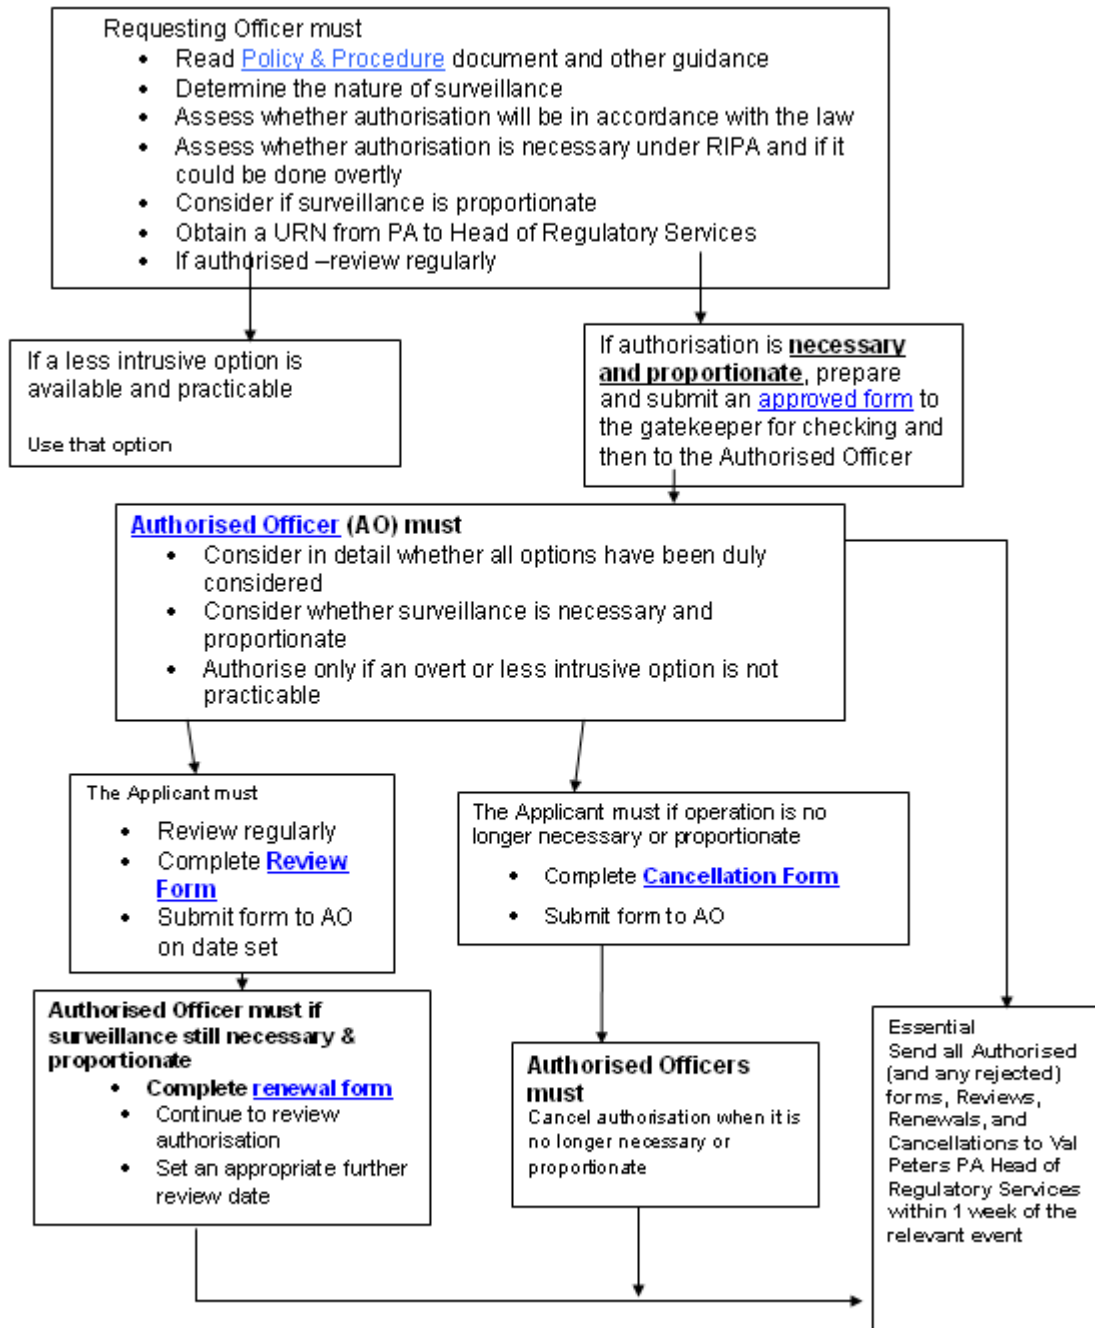 Requesting Officer must
• Read Policy & Procedure document and other guidance
• Determine the nature of surveillance
• Assess whether authorisation will be in accordance with the law
• Assess whether authorisation is necessary under RIPA and if it
could be done overtly
• Consider if surveillance is proportionate
• Obtain a URN from PA to Head of Regulatory Services
• If authorised –review regularly
If a less intrusive option is
available and practicable
Use that option
If authorisation is necessary
and proportionate, prepare
and submit an approved form to
the gatekeeper for checking and
then to the Authorised Officer
Authorised Officer (AO) must
• Consider in detail whether all options have been duly
considered
• Consider whether surveillance is necessary and
proportionate
• Authorise only if an overt or less intrusive option is not
practicable
The Applicant must
• Review regularly
• Complete Review
Form
• Submit form to AO
on date set
The Applicant must if operation is no
longer necessary or proportionate
• Complete Cancellation Form
• Submit form to AO
Authorised Officer must if
surveillance still necessary &
proportionate
• Complete renewal form
• Continue to review
authorisation
• Set an appropriate further
review date
Authorised Officers
must
Cancel authorisation when it is
no longer necessary or
proportionate
Essential
Send all Authorised
(and any rejected)
forms, Reviews,
Renewals, and
Cancellations to Val
Peters PA Head of
Regulatory Services
within 1 week of the
relevant event